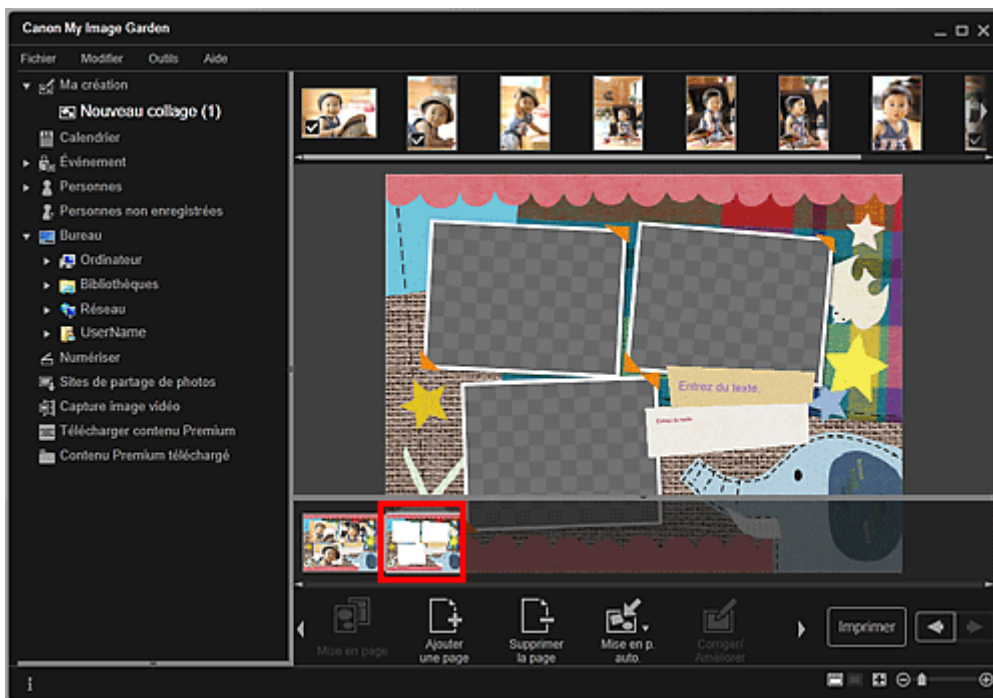 Canon My Image Garden
Fichier Modifier Outils Aide
Ma création
Nouveau collage (1)
Calendrier
Événement
Personnes
Personnes non enregistrées
Bureau
Ordinateur
Bibliothèques
Réseau
UserName
Numériser
Sites de partage de photos
Capture image vidéo
Télécharger contenu Premium
Contenu Premium téléchargé
Entrez du texte.
Entrez du texte.
Mise en page
Ajouter
une page
Supprimer
la page
Mise en p.
auto.
Corriger/
Améliorer
Imprimer